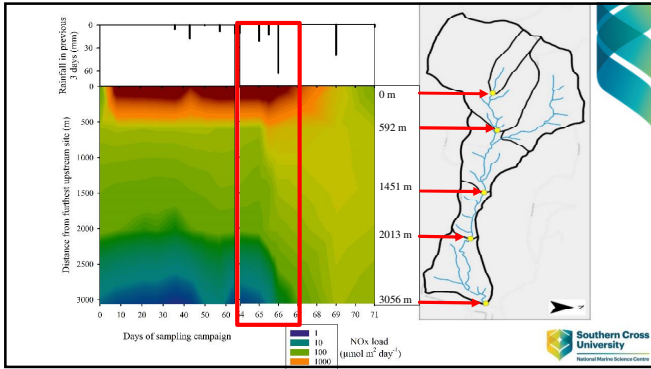 Rainfall in previous
3 days (mm)
0
30
60
Distance from furthest upstream site (m)
0
500
1000
1500
2000
2500
3000
0 10 20 30 40 50 60 64 65 66 67 68 69 70 71
Days of sampling campaign
1
10
100
1000
NOx load
(µmol m² day⁻¹)
0 m
592 m
1451 m
2013 m
3056 m
Southern Cross
University
National Marine Science Centre